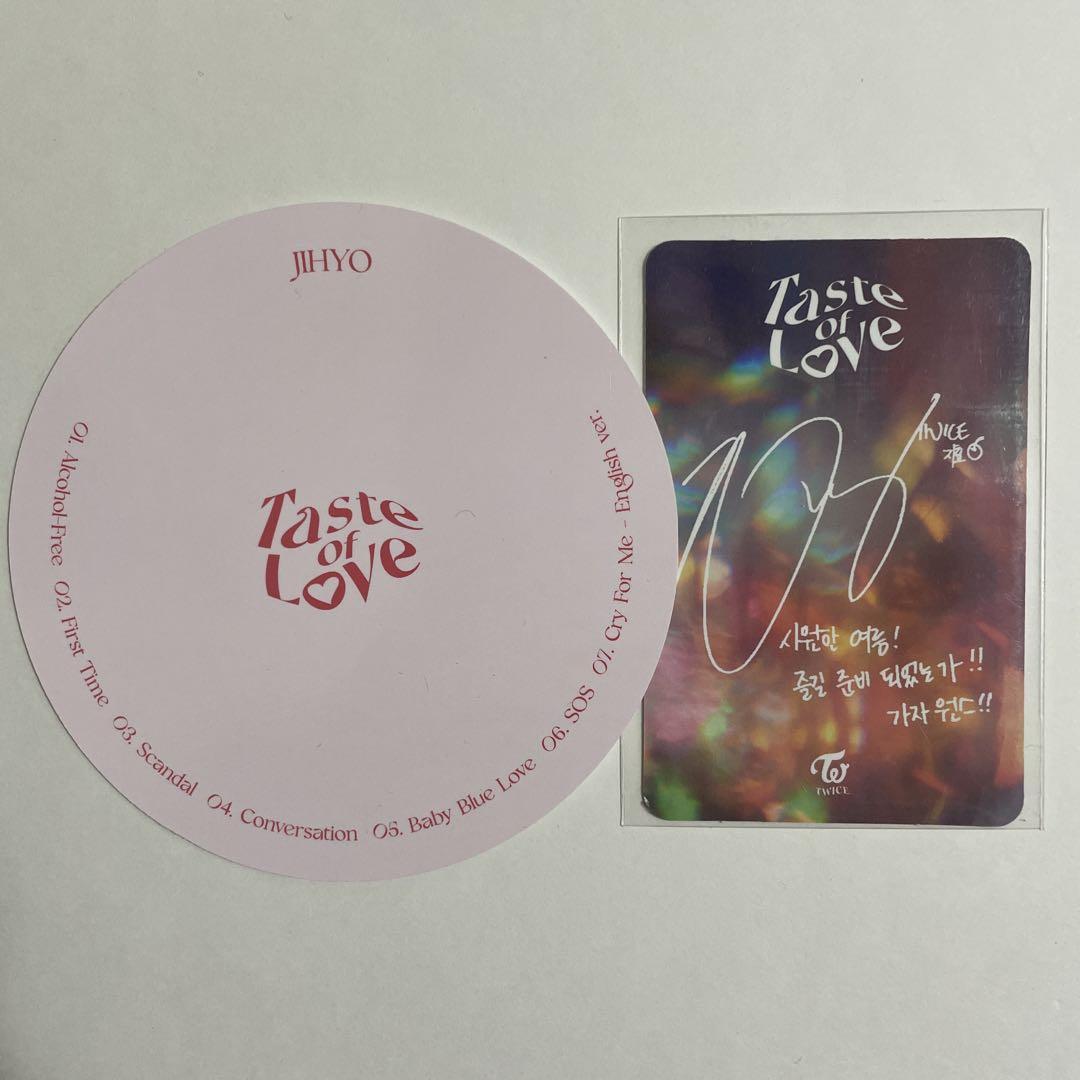 JIHYO
01. Alcohol-Free 02. First Time 03. Scandal 04. Conversation 05. Baby Blue Love 06. SOS 07. Cry For Me - English ver.
Taste
of
Love
Taste
of
Love
TWICE
지효
시원한 여름!
즐길 준비 되었는가!!
가자 원스!!
TWICE